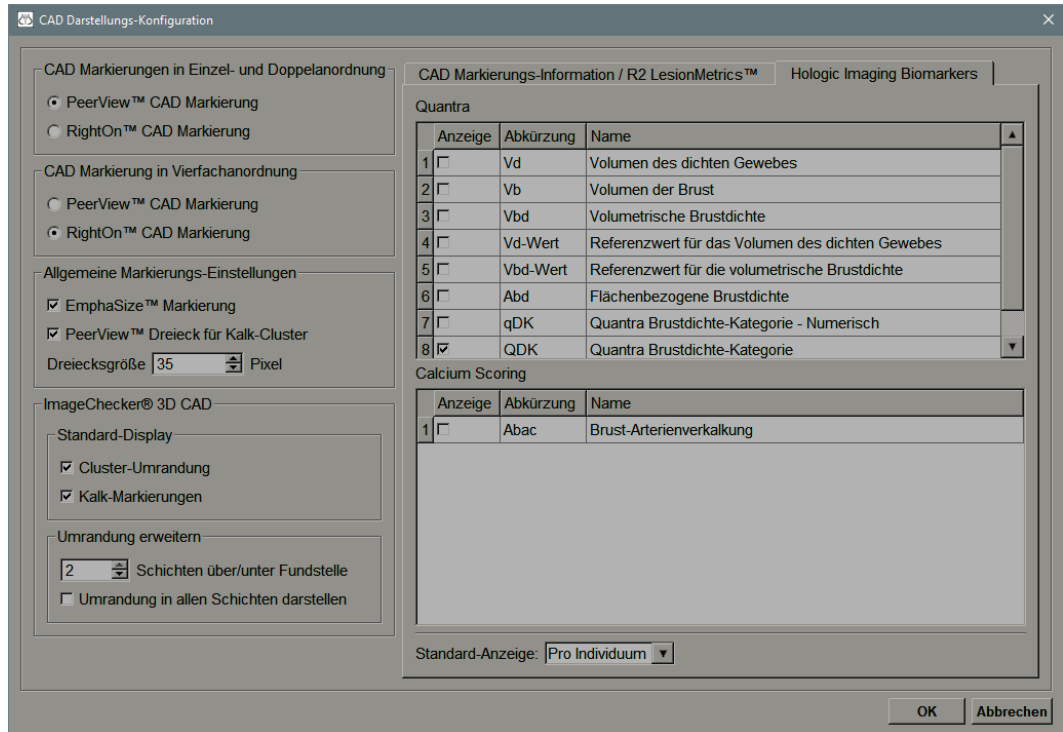 CAD Darstellungs-Konfiguration
CAD Markierungen in Einzel- und Doppelanordnung
PeerView™ CAD Markierung
RightOn™ CAD Markierung
CAD Markierung in Vierfachanordnung
PeerView™ CAD Markierung
RightOn™ CAD Markierung
Allgemeine Markierungs-Einstellungen
EmphaSize™ Markierung
PeerView™ Dreieck für Kalk-Cluster
Dreiecksgröße 35 Pixel
ImageChecker® 3D CAD
Standard-Display
Cluster-Umrandung
Kalk-Markierungen
Umrandung erweitern
2 Schichten über/unter Fundstelle
Umrandung in allen Schichten darstellen
CAD Markierungs-Information / R2 LesionMetrics™ Hologic Imaging Biomarkers
Quantra
Anzeige Abkürzung Name
1 Vd Volumen des dichten Gewebes
2 Vb Volumen der Brust
3 Vbd Volumetrische Brustdichte
4 Vd-Wert Referenzwert für das Volumen des dichten Gewebes
5 Vbd-Wert Referenzwert für die volumetrische Brustdichte
6 Abd Flächenbezogene Brustdichte
7 qDK Quantra Brustdichte-Kategorie - Numerisch
8 QDK Quantra Brustdichte-Kategorie
Calcium Scoring
Anzeige Abkürzung Name
1 Abac Brust-Arterienverkalkung
Standard-Anzeige: Pro Individuum
OK Abbrechen